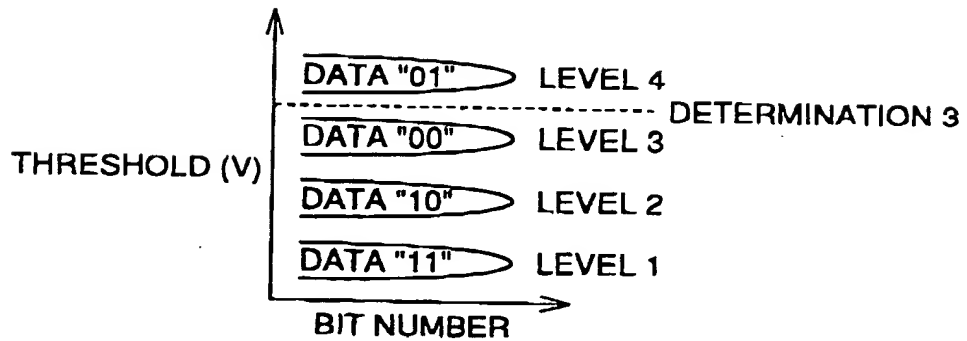 DATA "01" LEVEL 4
DETERMINATION 3
DATA "00" LEVEL 3
THRESHOLD (V)
DATA "10" LEVEL 2
DATA "11" LEVEL 1
BIT NUMBER